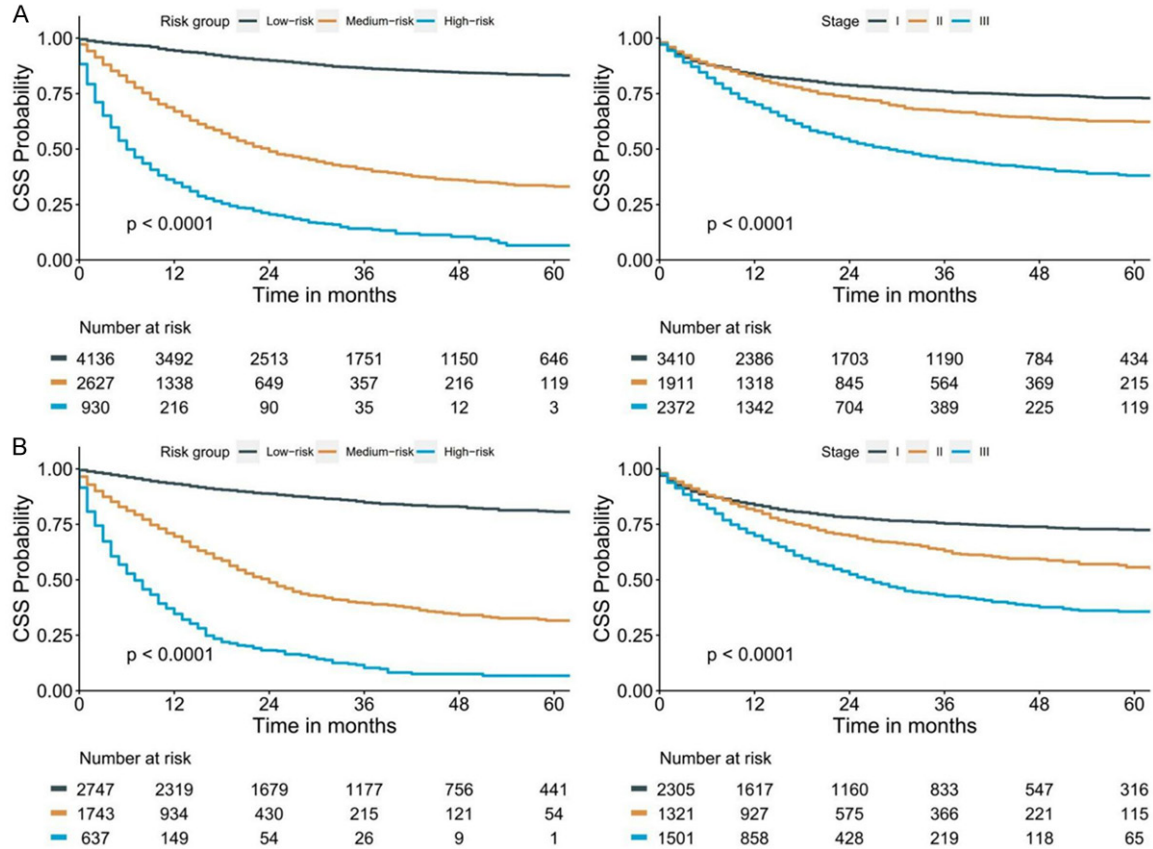 A
Risk group Low-risk Medium-risk High-risk
1.00
0.75
0.50
0.25
0.00
CSS Probability
p < 0.0001
0 12 24 36 48 60
Time in months
Number at risk
4136 3492 2513 1751 1150 646
2627 1338 649 357 216 119
930 216 90 35 12 3
Stage I II III
1.00
0.75
0.50
0.25
0.00
CSS Probability
p < 0.0001
0 12 24 36 48 60
Time in months
Number at risk
3410 2386 1703 1190 784 434
1911 1318 845 564 369 215
2372 1342 704 389 225 119
B
Risk group Low-risk Medium-risk High-risk
1.00
0.75
0.50
0.25
0.00
CSS Probability
p < 0.0001
0 12 24 36 48 60
Time in months
Number at risk
2747 2319 1679 1177 756 441
1743 934 430 215 121 54
637 149 54 26 9 1
Stage I II III
1.00
0.75
0.50
0.25
0.00
CSS Probability
p < 0.0001
0 12 24 36 48 60
Time in months
Number at risk
2305 1617 1160 833 547 316
1321 927 575 366 221 115
1501 858 428 219 118 65